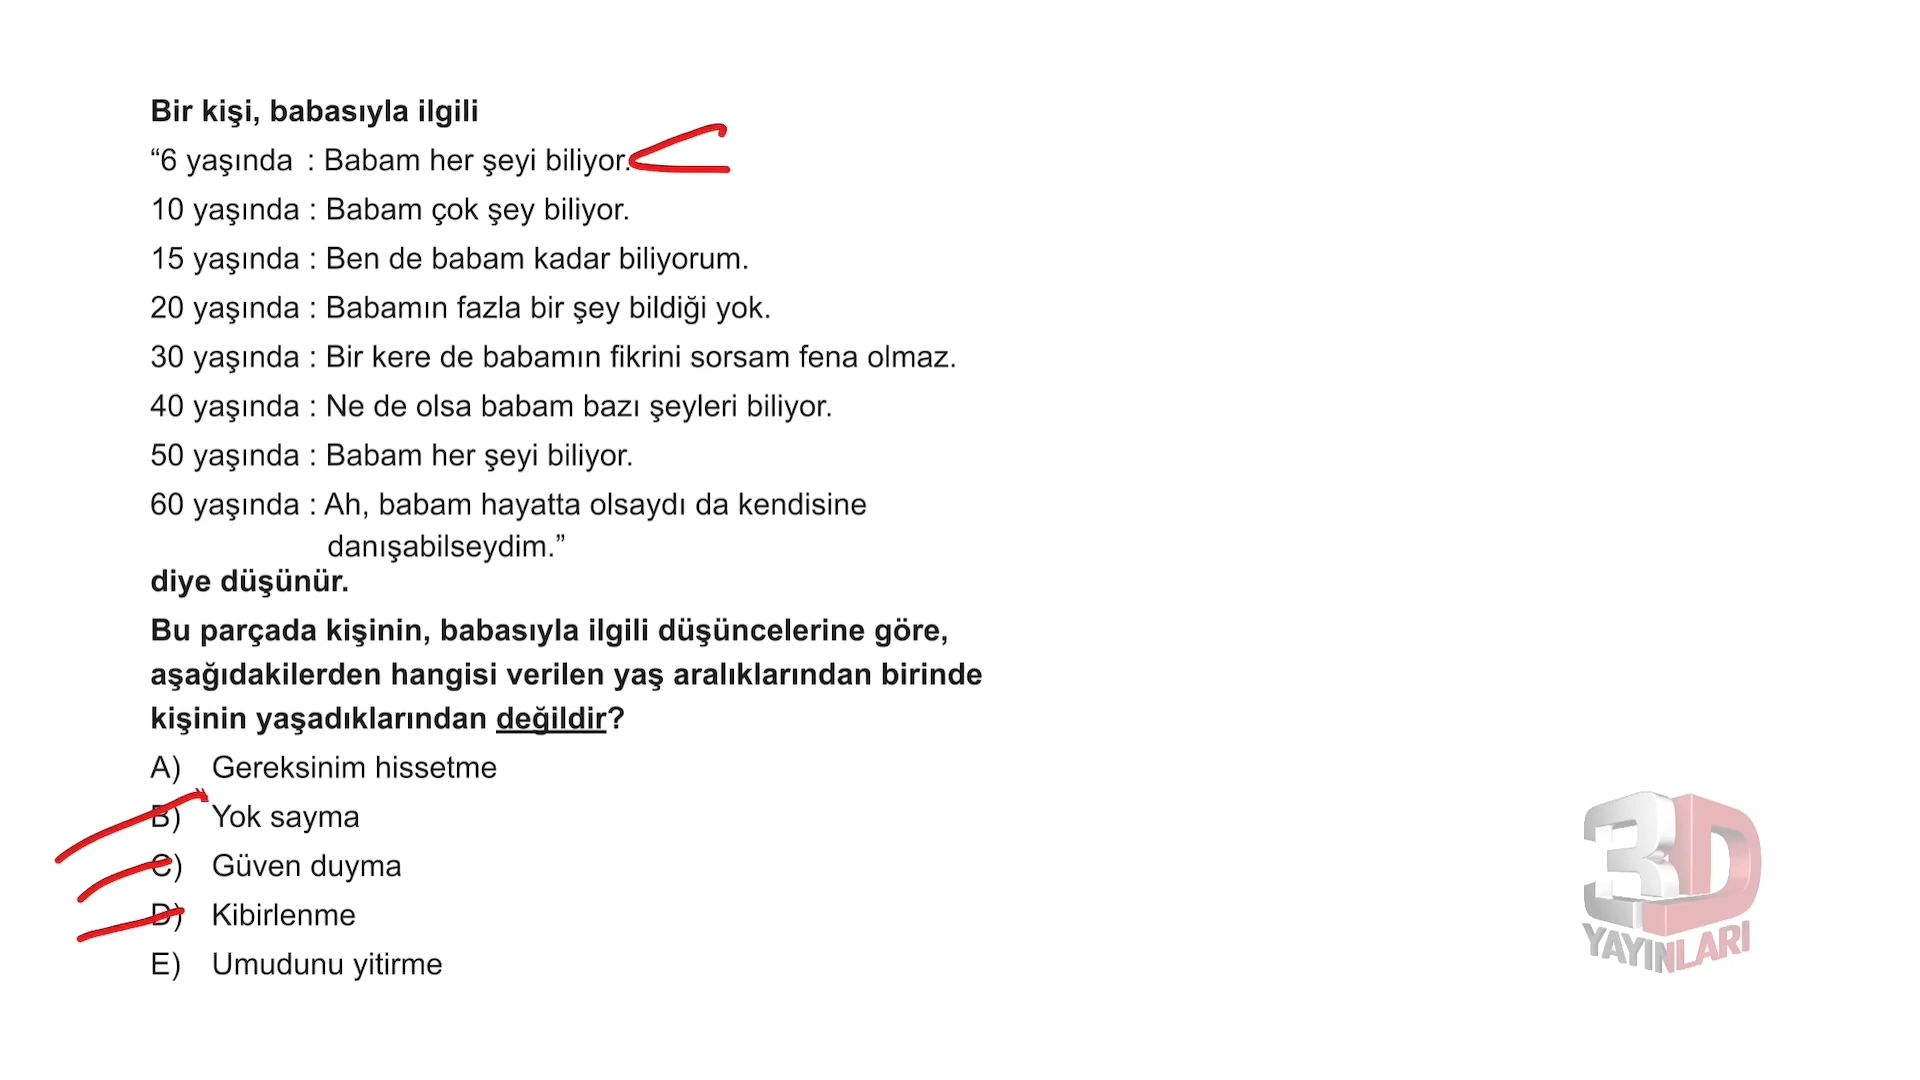 Bir kişi, babasıyla ilgili
“6 yaşında : Babam her şeyi biliyor.
10 yaşında : Babam çok şey biliyor.
15 yaşında : Ben de babam kadar biliyorum.
20 yaşında : Babamın fazla bir şey bildiği yok.
30 yaşında : Bir kere de babamın fikrini sorsam fena olmaz.
40 yaşında : Ne de olsa babam bazı şeyleri biliyor.
50 yaşında : Babam her şeyi biliyor.
60 yaşında : Ah, babam hayatta olsaydı da kendisine
danışabilseydim.”
diye düşünür.
Bu parçada kişinin, babasıyla ilgili düşüncelerine göre,
aşağıdakilerden hangisi verilen yaş aralıklarından birinde
kişinin yaşadıklarından değildir?
A) Gereksinim hissetme
B) Yok sayma
C) Güven duyma
D) Kibirlenme
E) Umudunu yitirme
3D
YAYINLARI